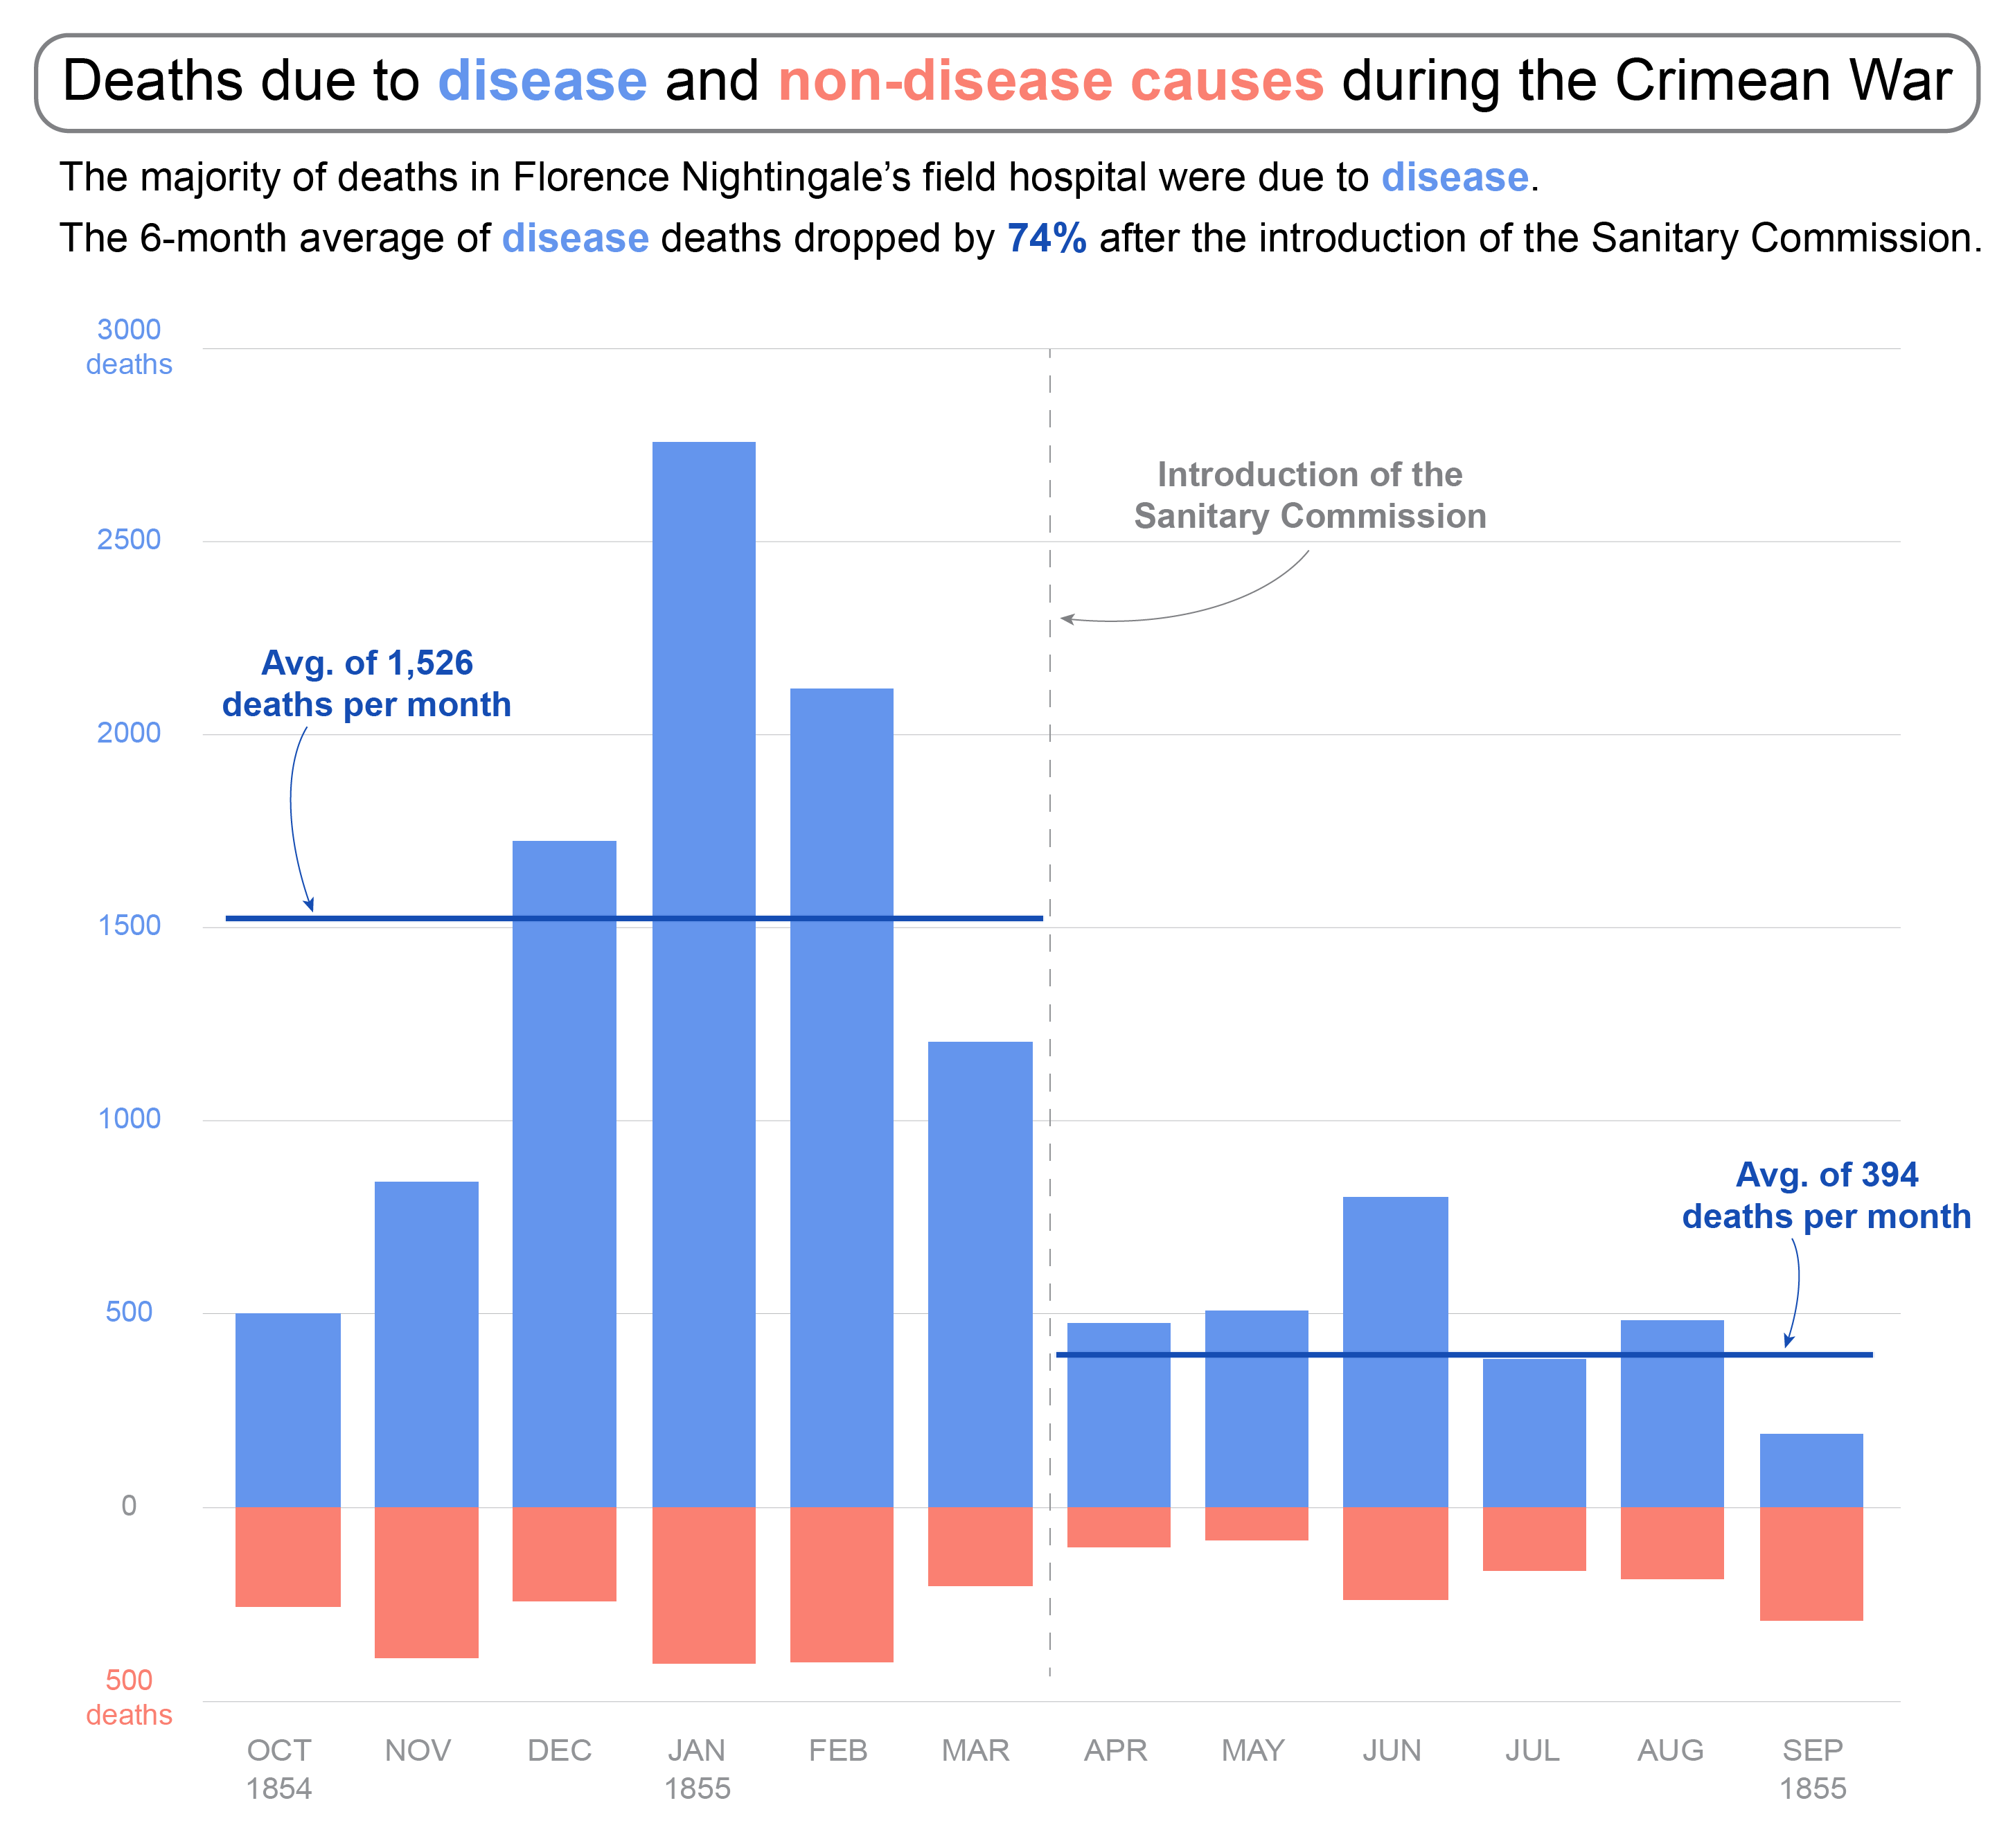 Deaths due to disease and non-disease causes during the Crimean War
The majority of deaths in Florence Nightingale’s field hospital were due to disease.
The 6-month average of disease deaths dropped by 74% after the introduction of the Sanitary Commission.
3000
deaths
Introduction of the
Sanitary Commission
2500
Avg. of 1,526
deaths per month
2000
1500
1000
Avg. of 394
deaths per month
500
0
500
deaths
OCT NOV DEC JAN FEB MAR APR MAY JUN JUL AUG SEP
1854 1855 1855